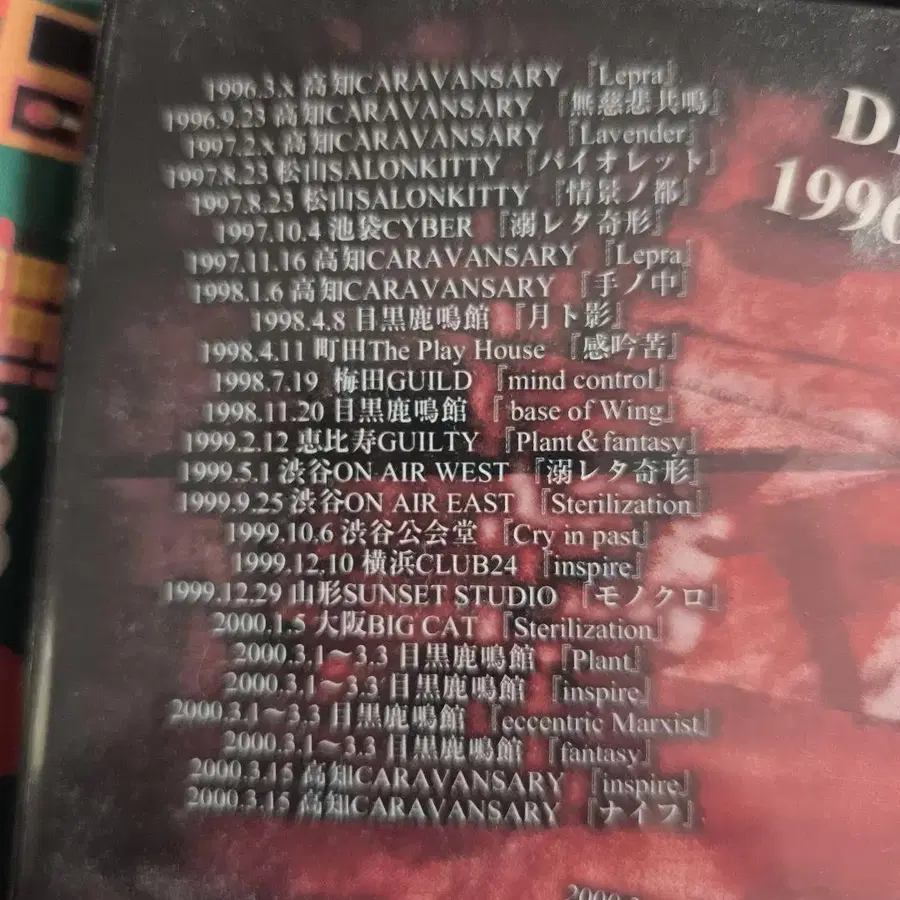 1996.3.x 高知CARAVANSARY 『Lepra』
1996.9.23 高知CARAVANSARY 『無慈悲比鳴』
1997.2.x 高知CARAVANSARY 『Lavender』
1997.8.23 松山SALONKITTY 『バイオレット』
1997.8.23 松山SALONKITTY 『情景ノ都』
1997.10.4 池袋CYBER 『溺レタ奇形』
1997.11.16 高知CARAVANSARY 『Lepra』
1998.1.6 高知CARAVANSARY 『手ノ中』
1998.4.8 目黒鹿鳴館 『月ト影』
1998.4.11 町田The Play House 『感吟苦』
1998.7.19 梅田GUILD 『mind control』
1998.11.20 目黒鹿鳴館 『base of Wing』
1999.2.12 恵比寿GUILTY 『Plant&fantasy』
1999.5.1 渋谷ON AIR WEST 『溺レタ奇形』
1999.9.25 渋谷ON AIR EAST 『Sterilization』
1999.10.6 渋谷公会堂 『Cry in past』
1999.12.10 横浜CLUB24 『inspire』
1999.12.29 山形SUNSET STUDIO 『モノクロ』
2000.1.5 大阪BIG CAT 『Sterilization』
2000.3.1～3.3 目黒鹿鳴館 『Plant』
2000.3.1～3.3 目黒鹿鳴館 『inspire』
2000.3.1～3.3 目黒鹿鳴館 『eccentric Marxist』
2000.3.1～3.3 目黒鹿鳴館 『fantasy』
2000.3.15 高知CARAVANSARY 『inspire』
2000.3.15 高知CARAVANSARY 『ナイフ』
1996